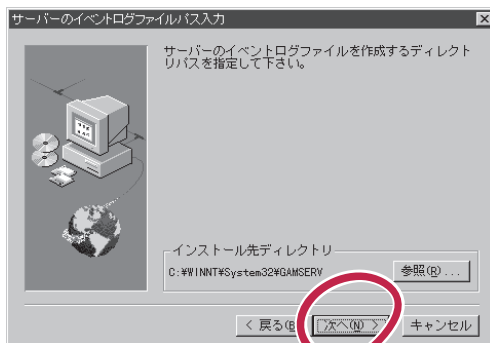 サーバーのイベントログファイルパス入力
サーバーのイベントログファイルを作成するディレクト
リパスを指定して下さい。
インストール先ディレクトリ
C:¥WINNT¥System32¥GAMSERV
参照(R)...
< 戻る(B
次へ(N) >
キャンセル